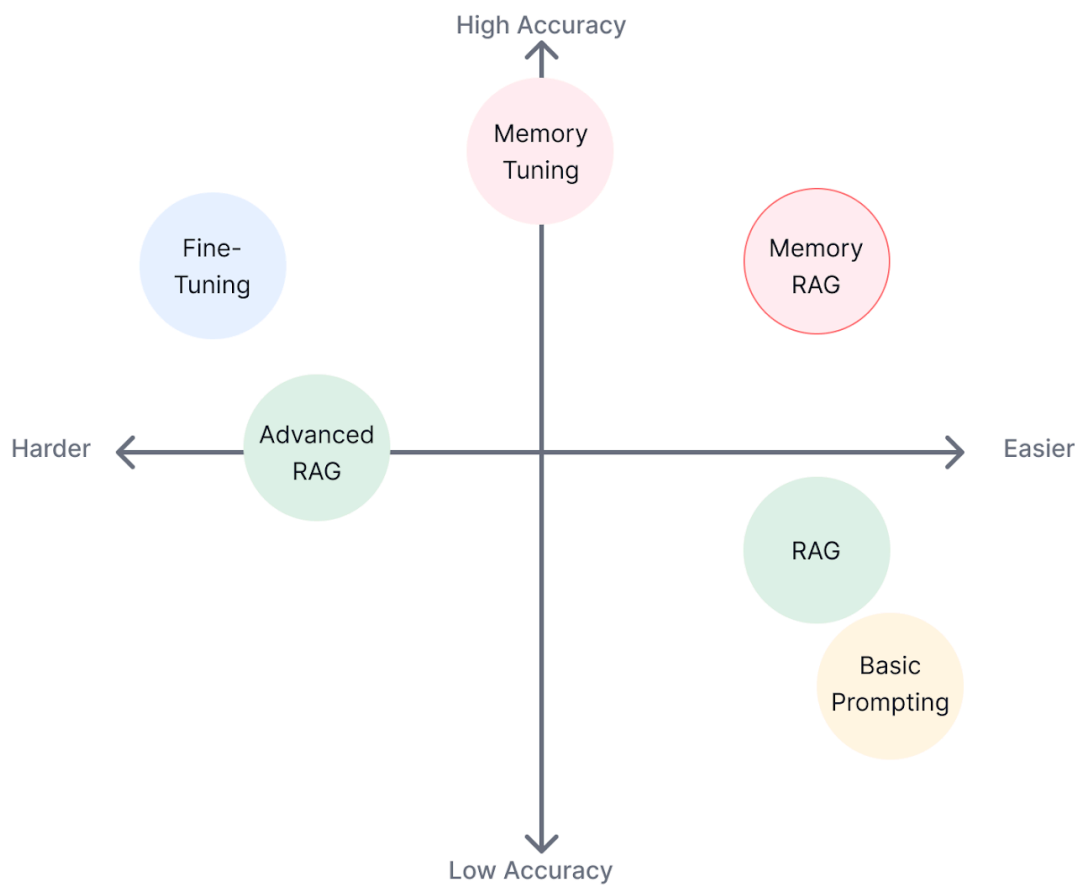 High Accuracy
Memory
Tuning
Fine-
Tuning
Memory
RAG
Advanced
RAG
Harder
Easier
RAG
Basic
Prompting
Low Accuracy